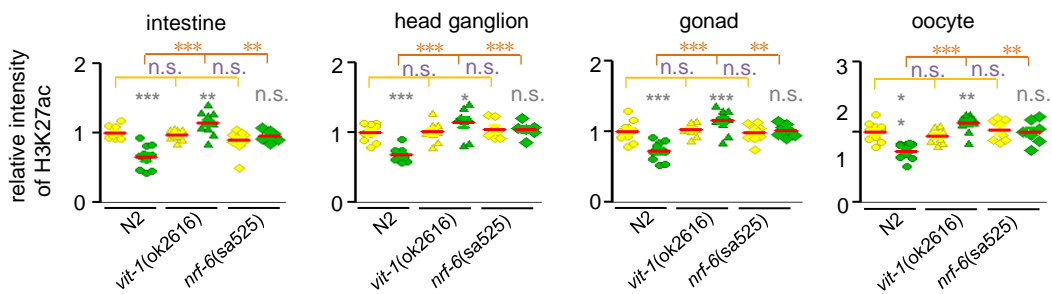 relative intensity
of H3K27ac
intestine
*** **
n.s. n.s.
*** ** n.s.
2
1
0
N2
vit-1(ok2616)
nrf-6(sa525)
head ganglion
*** ***
n.s. n.s.
*** * n.s.
2
1
0
N2
vit-1(ok2616)
nrf-6(sa525)
gonad
*** **
n.s. n.s.
*** *** n.s.
2
1
0
N2
vit-1(ok2616)
nrf-6(sa525)
oocyte
*** **
n.s. n.s.
* ** n.s.
*
3
2
1
0
N2
vit-1(ok2616)
nrf-6(sa525)